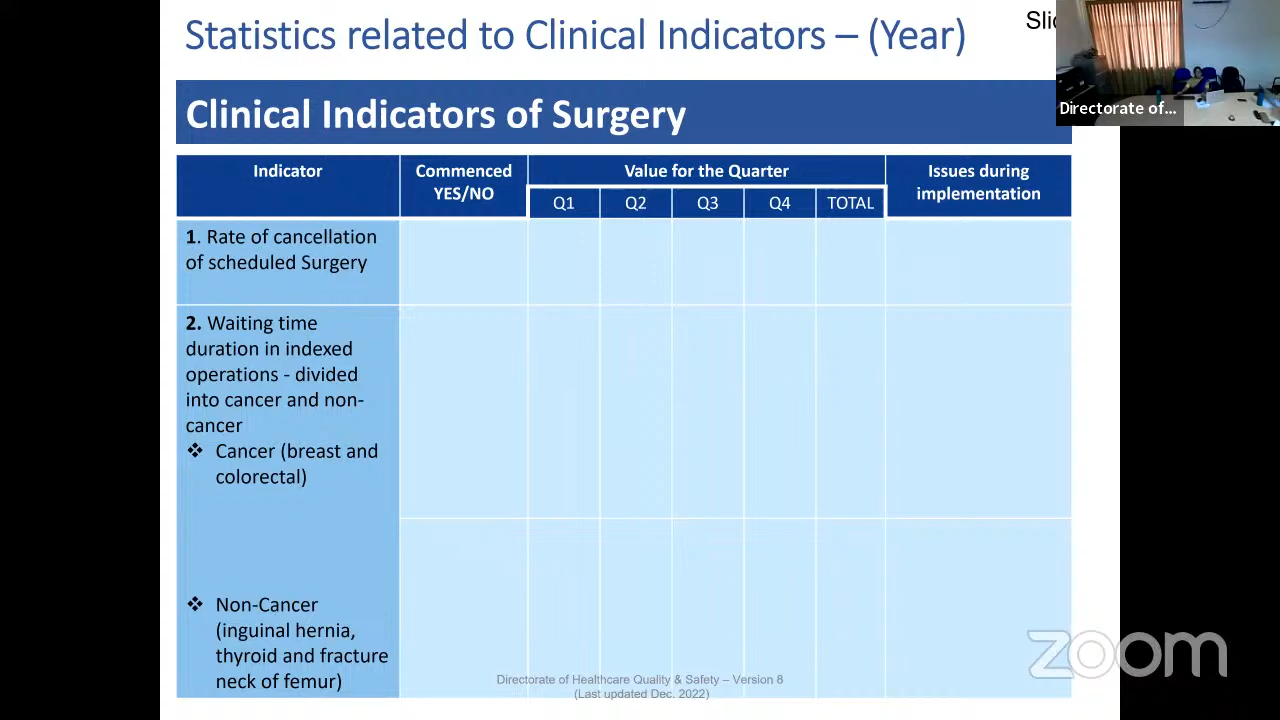 Statistics related to Clinical Indicators – (Year)
Directorate of...
Clinical Indicators of Surgery
Indicator
Commenced
YES/NO
Value for the Quarter
Issues during
implementation
Q1 Q2 Q3 Q4 TOTAL
1. Rate of cancellation
of scheduled Surgery
2. Waiting time
duration in indexed
operations - divided
into cancer and non-
cancer
❖ Cancer (breast and
colorectal)
❖ Non-Cancer
(inguinal hernia,
thyroid and fracture
neck of femur)
Directorate of Healthcare Quality & Safety – Version 8
(Last updated Dec. 2022)
zoom